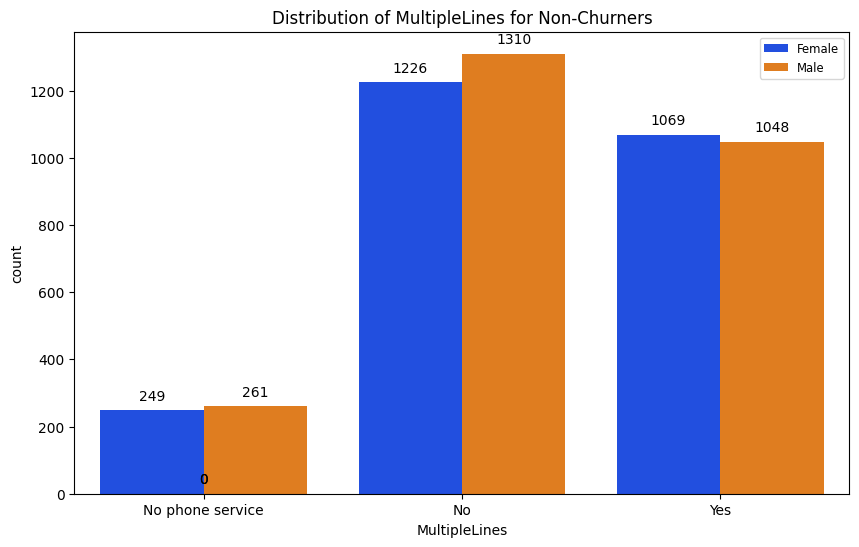 Distribution of MultipleLines for Non-Churners
Female
Male
1310
1226
1069
1048
249
261
0
count
1200
1000
800
600
400
200
0
No phone service
No
Yes
MultipleLines